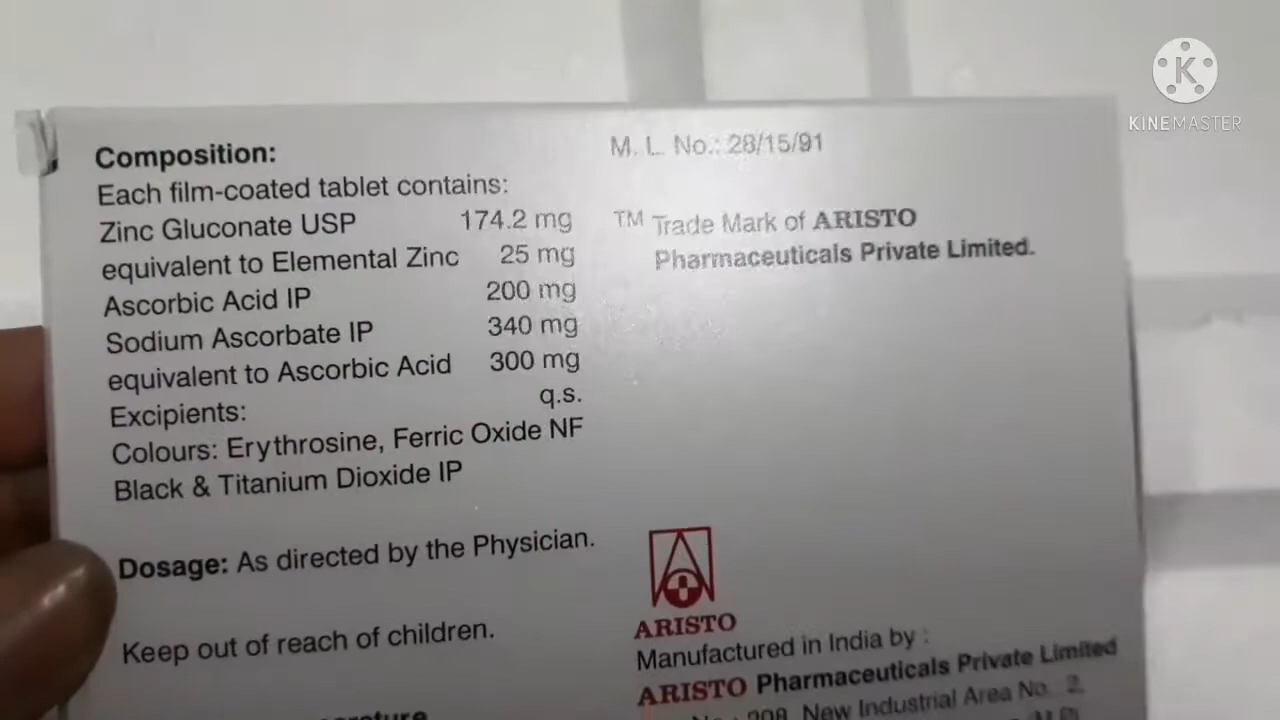 K
KINEMASTER
Composition:
Each film-coated tablet contains:
Zinc Gluconate USP 174.2 mg
equivalent to Elemental Zinc 25 mg
Ascorbic Acid IP 200 mg
Sodium Ascorbate IP 340 mg
equivalent to Ascorbic Acid 300 mg
Excipients: q.s.
Colours: Erythrosine, Ferric Oxide NF
Black & Titanium Dioxide IP
Dosage: As directed by the Physician.
Keep out of reach of children.
M. L. No.: 28/15/91
TM Trade Mark of ARISTO
Pharmaceuticals Private Limited.
ARISTO
Manufactured in India by :
ARISTO Pharmaceuticals Private Limited
208, New Industrial Area No. 2,